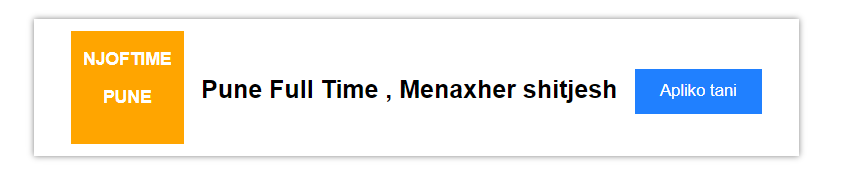 NJOFTIME
PUNE
Pune Full Time , Menaxher shitjesh
Apliko tani